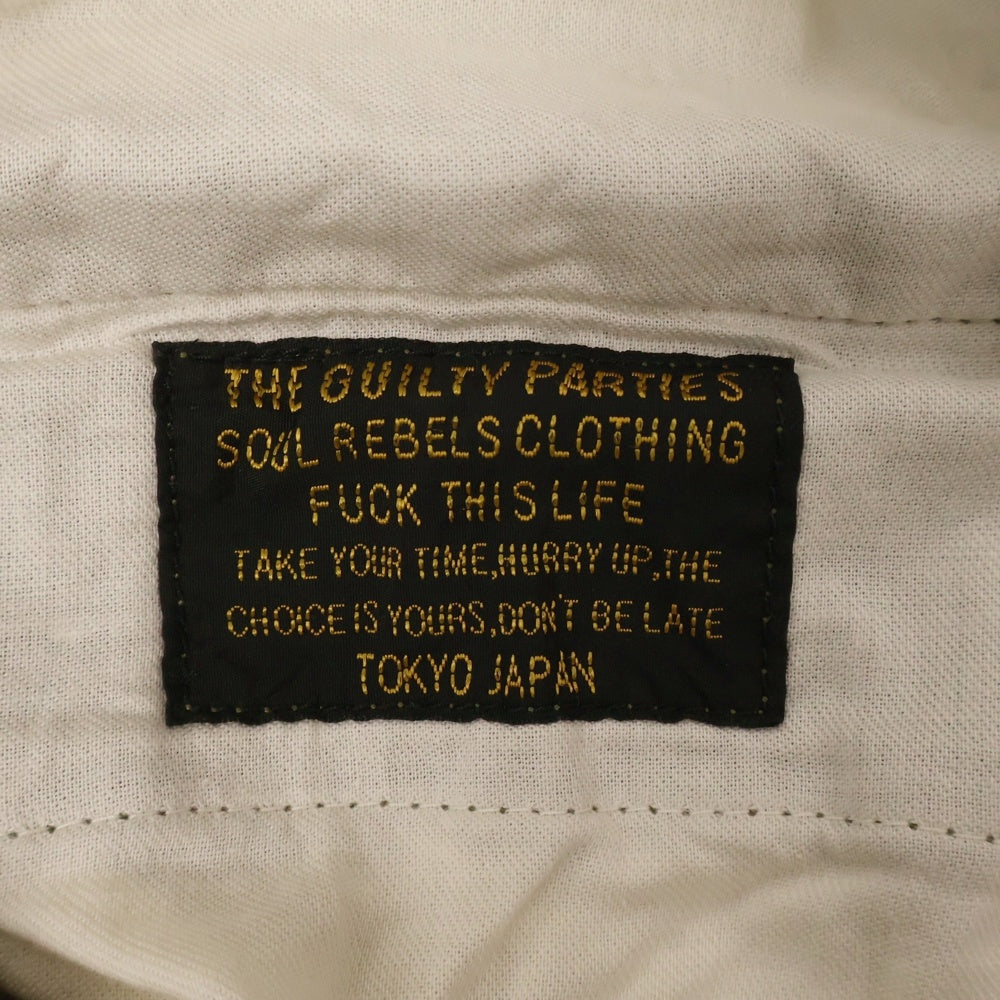 THE GUILTY PARTIES
SOUL REBELS CLOTHING
FUCK THIS LIFE
TAKE YOUR TIME,HURRY UP,THE
CHOICE IS YOURS,DON'T BE LATE
TOKYO JAPAN